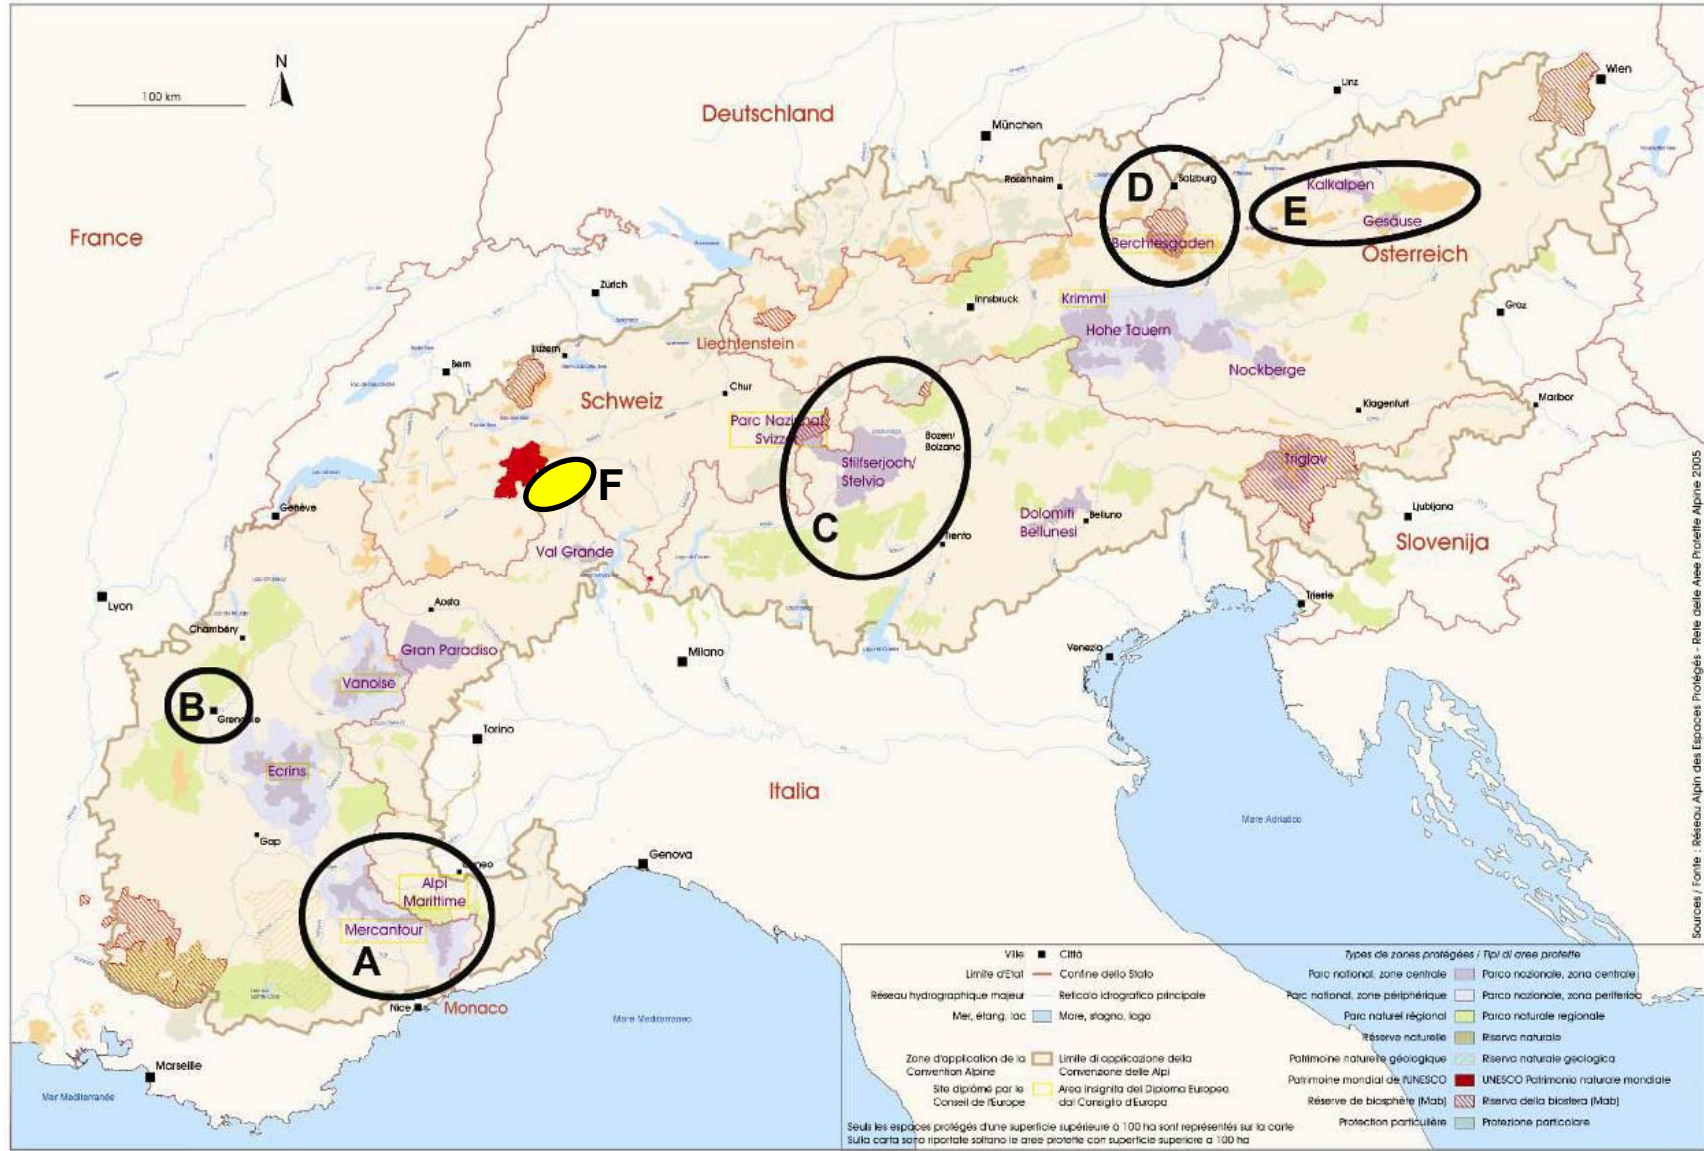 N
100 km
Deutschland
France
Schweiz
Liechtenstein
Österreich
Italia
Slovenija
Monaco
Wien
Linz
München
Rosenheim
Salzburg
D
Berchtesgaden
E
Kalkalpen
Gesäuse
Zürich
Luzern
Bern
Chur
Innsbruck
Krimml
Hohe Tauern
Nockberge
Graz
Klagenfurt
Maribor
Parc Nazional
Svizzero
Stilfserjoch/
Stelvio
C
Bozen/
Bolzano
Trento
Dolomiti
Bellunesi
Belluno
Triglav
Ljubljana
Trieste
Venezia
Genève
F
Val Grande
Lyon
Chambéry
Aosta
Gran Paradiso
Vanoise
Milano
B
Grenoble
Torino
Ecrins
Gap
Genova
Cuneo
Alpi
Marittime
Mercantour
A
Nice
Marseille
Mer Mediterranée
Mare Mediterraneo
Mare Adriatico
Ville Città
Limite d'Etat Confine dello Stato
Réseau hydrographique majeur Reticolo idrografico principale
Mer, étang, lac Mare, stagno, lago
Zone d'application de la
Convention Alpine
Limite di applicazione della
Convenzione delle Alpi
Site diplômé par le
Conseil de l'Europe
Area insignita del Diploma Europeo
dal Consiglio d'Europa
Types de zones protégées / Tipi di aree protette
Parc national, zone centrale Parco nazionale, zona centrale
Parc national, zone périphérique Parco nazionale, zona periferica
Parc naturel régional Parco naturale regionale
Réserve naturelle Riserva naturale
Patrimoine naturelle géologique Riserva naturale geologica
Patrimoine mondial de l'UNESCO UNESCO Patrimonio naturale mondiale
Réserve de biosphère (Mab) Riserva della biosfera (Mab)
Protection particulière Protezione particolare
Seuls les espaces protégés d'une superficie supérieure à 100 ha sont représentés sur la carte
Sulla carta sono riportate soltano le aree protette con superficie superiore a 100 ha
Sources / Fonte : Réseau Alpin des Espaces Protégés - Rete delle Aree Protette Alpine 2005